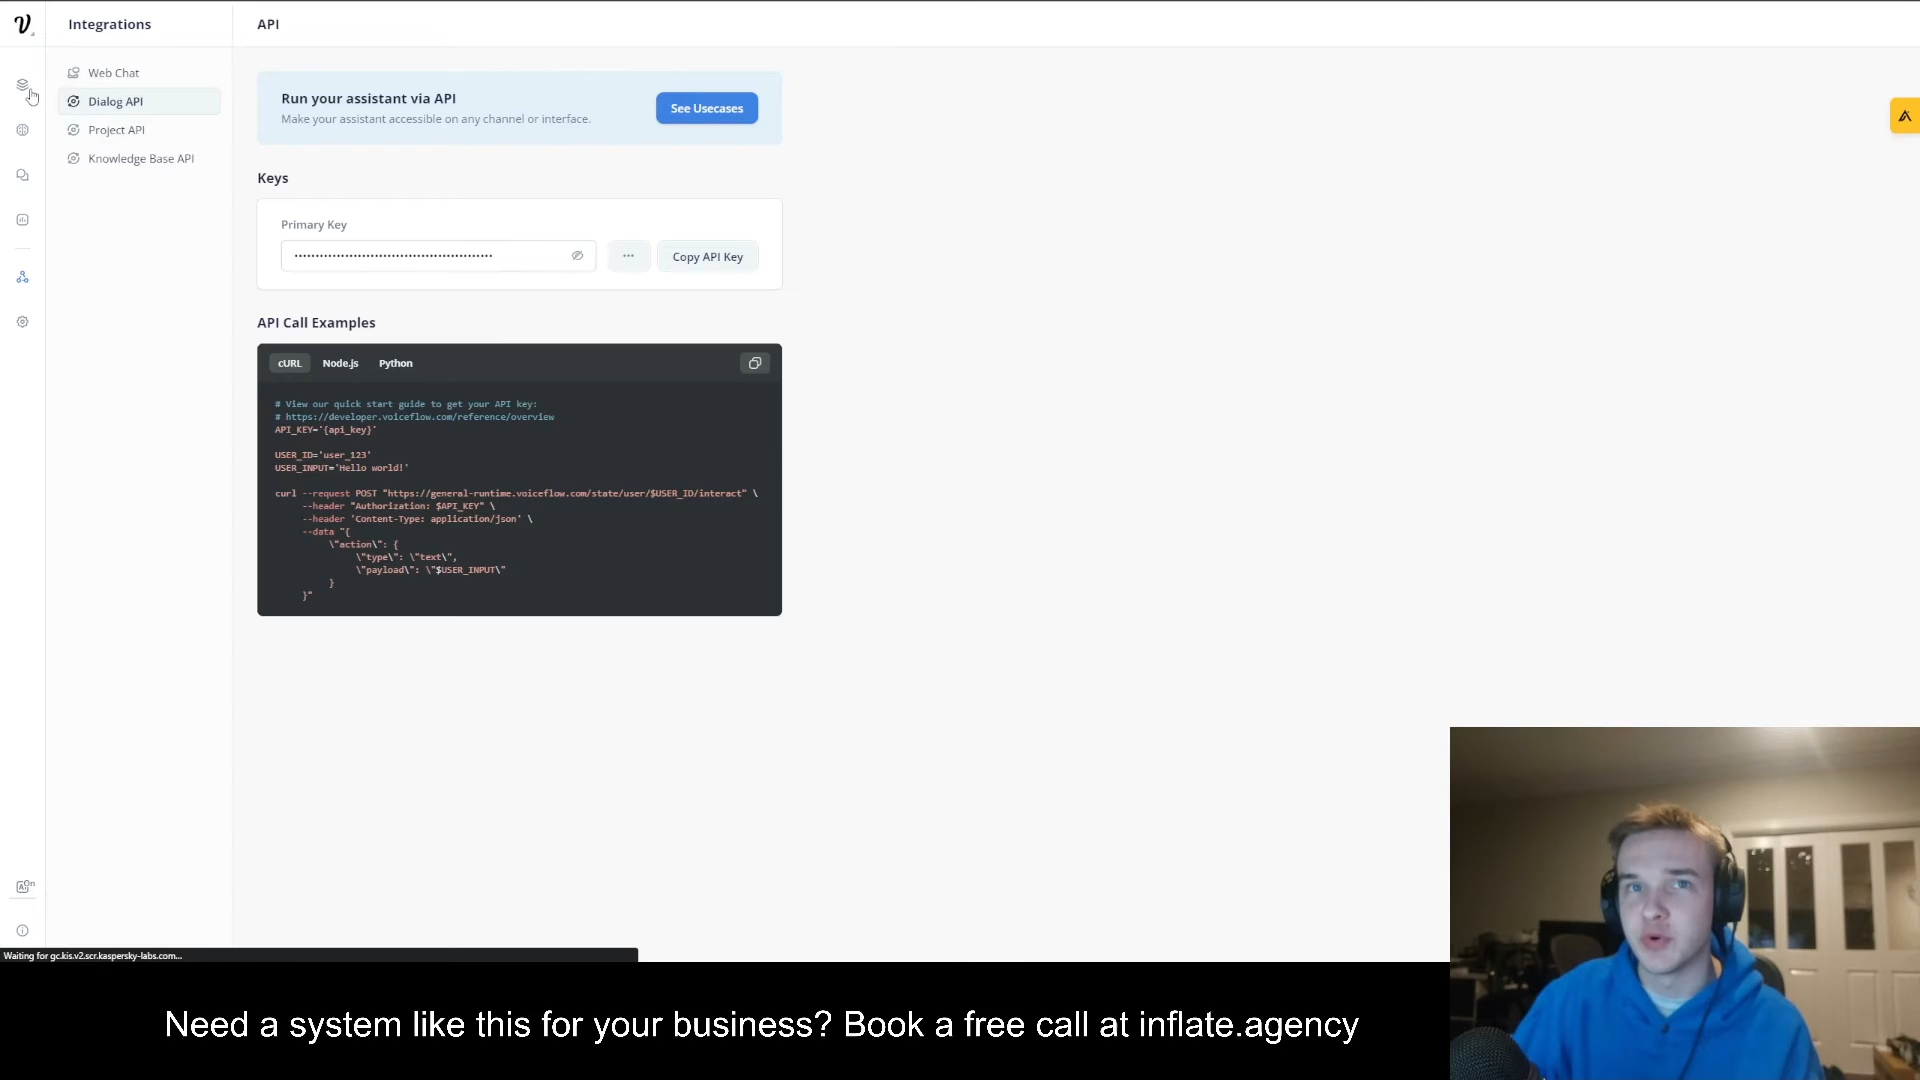 Integrations
API
Web Chat
Dialog API
Project API
Knowledge Base API
Run your assistant via API
Make your assistant accessible on any channel or interface.
See Usecases
Keys
Primary Key
Copy API Key
API Call Examples
cURL
Node.js
Python
# View our quick start guide to get your API key:
# https://developer.voiceflow.com/reference/overview
API_KEY='{api_key}'
USER_ID='user_123'
USER_INPUT='Hello world!'
curl --request POST "https://general-runtime.voiceflow.com/state/user/$USER_ID/interact" \
--header "Authorization: $API_KEY" \
--header 'Content-Type: application/json' \
--data "{
\"action\": {
\"type\": \"text\",
\"payload\": \"$USER_INPUT\"
}
}"
Waiting for gc.kis.v2.scr.kaspersky-labs.com...
Need a system like this for your business? Book a free call at inflate.agency